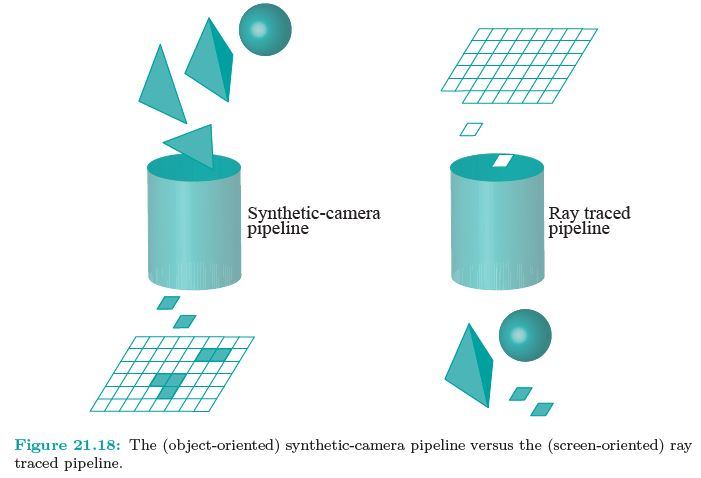 Synthetic-camera
pipeline
Ray traced
pipeline
Figure 21.18: The (object-oriented) synthetic-camera pipeline versus the (screen-oriented) ray
traced pipeline.